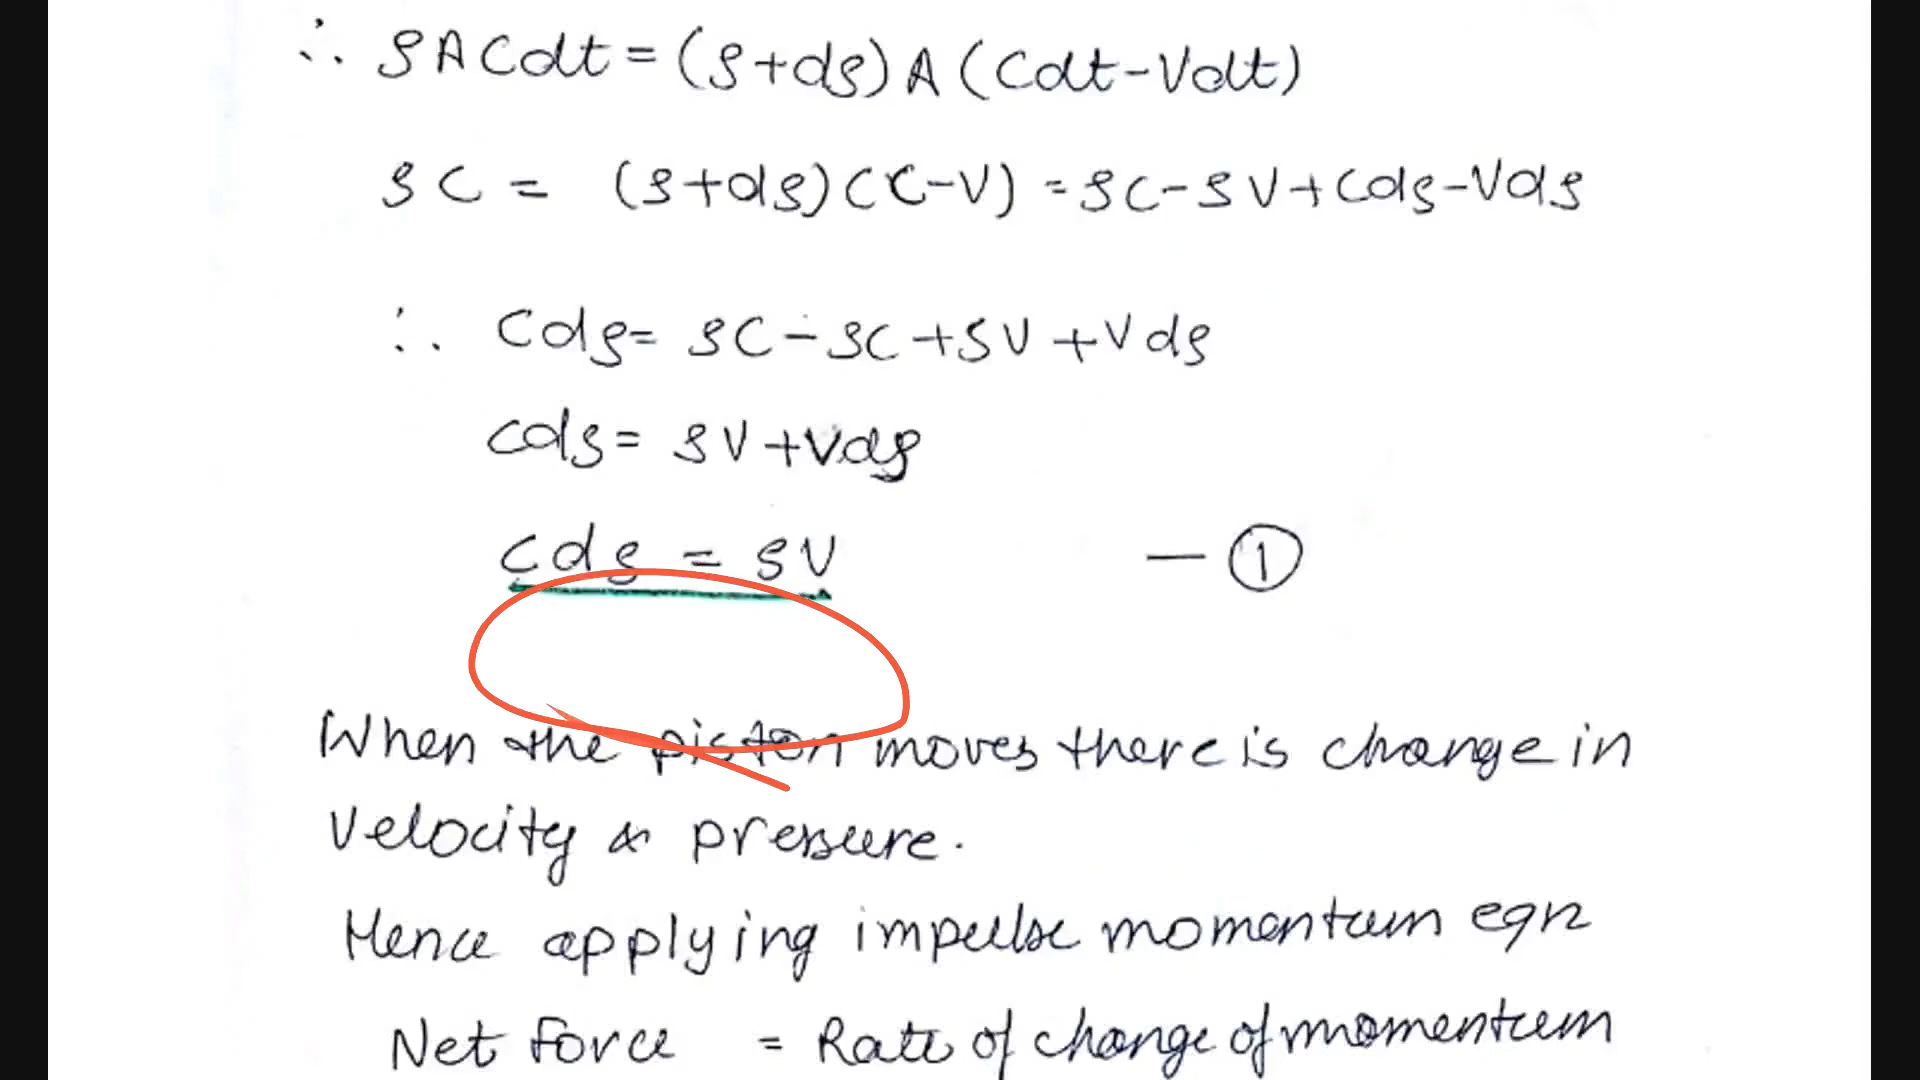 ∴ ρACdt = (ρ+dρ)A(Cdt-Vdt)
ρC = (ρ+dρ)(C-V) = ρC-ρV+Cdρ-Vdρ
∴ Cdρ= ρC-ρC+ρV+Vdρ
Cdρ= ρV+Vdρ
Cdρ = ρV — ①
When the piston moves there is change in
Velocity & pressure.
Hence applying impulse momentum eqn
Net force = Rate of change of momentum